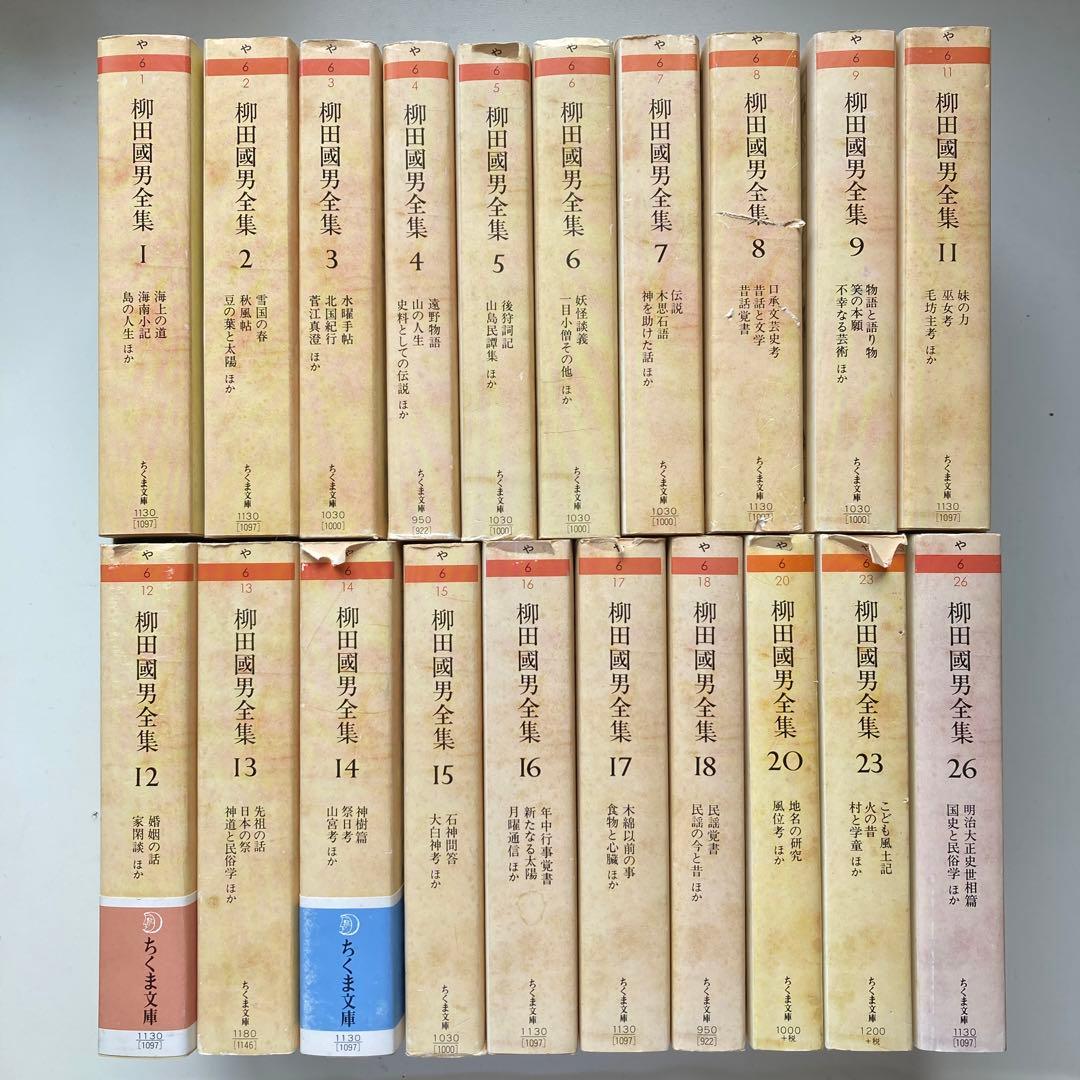 や
6
1
柳田國男全集 1
海上の道
海南小記
島の人生 ほか
ちくま文庫
1130
[1097]
6
2
柳田國男全集 2
雪国の春
秋風帖
豆の葉と太陽 ほか
ちくま文庫
1130
[1097]
や
6
3
柳田國男全集 3
水曜手帖
北国紀行
菅江真澄 ほか
ちくま文庫
1030
[1000]
や
6
4
柳田國男全集 4
遠野物語
山の人生
史料としての伝説 ほか
ちくま文庫
950
[922]
6
5
柳田國男全集 5
後狩詞記
山島民譚集 ほか
ちくま文庫
1030
[1000]
や
6
6
柳田國男全集 6
妖怪談義
一目小僧その他 ほか
ちくま文庫
1030
[1000]
6
7
柳田國男全集 7
伝説
木思石語
神を助けた話 ほか
ちくま文庫
1030
[1000]
や
6
8
柳田國男全集 8
口承文芸史考
昔話と文学
昔話覚書
ちくま文庫
1130
や
6
9
柳田國男全集 9
物語と語り物
笑の本願
不幸なる芸術 ほか
ちくま文庫
1030
[1000]
6
11
柳田國男全集 11
妹の力
巫女考
毛坊主考 ほか
ちくま文庫
1130
[1097]
や
6
12
柳田國男全集 12
婚姻の話
家閑談 ほか
ちくま文庫
1130
[1097]
や
6
13
柳田國男全集 13
先祖の話
日本の祭
神道と民俗学 ほか
ちくま文庫
1180
[1146]
や
6
14
柳田國男全集 14
神樹篇
祭日考
山宮考 ほか
ちくま文庫
1130
[1097]
や
6
15
柳田國男全集 15
石神問答
大白神考 ほか
ちくま文庫
1030
[1000]
や
6
16
柳田國男全集 16
年中行事覚書
新たなる太陽
月曜通信 ほか
ちくま文庫
1130
[1097]
や
6
17
柳田國男全集 17
木綿以前の事
食物と心臓 ほか
ちくま文庫
1130
[1097]
や
6
18
柳田國男全集 18
民謡覚書
民謡の今と昔 ほか
ちくま文庫
950
[922]
や
6
20
柳田國男全集 20
地名の研究
風位考 ほか
ちくま文庫
1000
+税
6
23
柳田國男全集 23
こども風土記
火の昔
村と学童 ほか
ちくま文庫
1200
+税
や
6
26
柳田國男全集 26
明治大正史世相篇
国史と民俗学 ほか
ちくま文庫
1130
[1097]